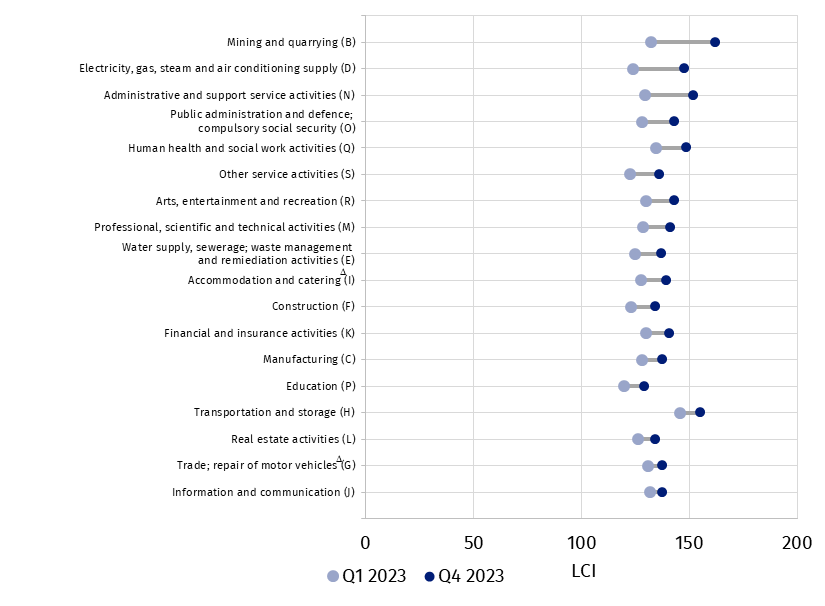 Mining and quarrying (B)
Electricity, gas, steam and air conditioning supply (D)
Administrative and support service activities (N)
Public administration and defence;
compulsory social security (O)
Human health and social work activities (Q)
Other service activities (S)
Arts, entertainment and recreation (R)
Professional, scientific and technical activities (M)
Water supply, sewerage; waste management
and remiediation activities (E)
Accommodation and catering Δ(I)
Construction (F)
Financial and insurance activities (K)
Manufacturing (C)
Education (P)
Transportation and storage (H)
Real estate activities (L)
Trade; repair of motor vehicles Δ(G)
Information and communication (J)
0 50 100 150 200
LCI
Q1 2023 Q4 2023